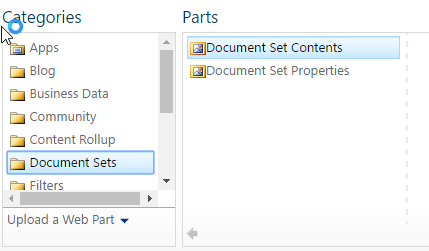 Categories
Apps
Blog
Business Data
Community
Content Rollup
Document Sets
Filters
Upload a Web Part
Parts
Document Set Contents
Document Set Properties